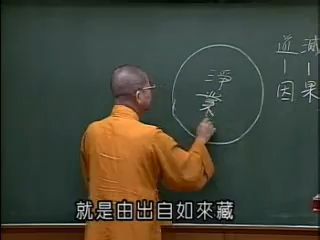 滅—果
道—因
淨業
就是由出自如來藏